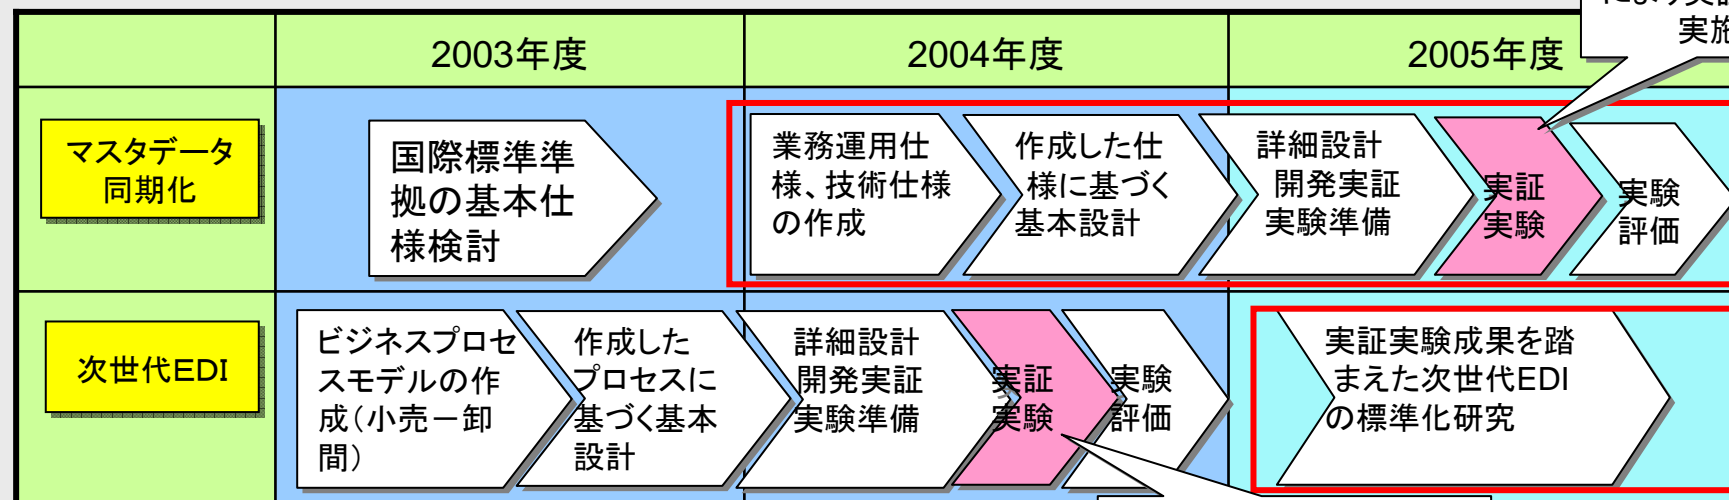 2003年度
2004年度
2005年度
実施
マスタデータ
同期化
国際標準準
拠の基本仕
様検討
業務運用仕
様、技術仕様
の作成
作成した仕
様に基づく
基本設計
詳細設計
開発実証
実験準備
実証
実験
実験
評価
次世代EDI
ビジネスプロセ
スモデルの作
成(小売－卸
間)
作成した
プロセスに
基づく基本
設計
詳細設計
開発実証
実験準備
実証
実験
実験
評価
実証実験成果を踏
まえた次世代EDI
の標準化研究